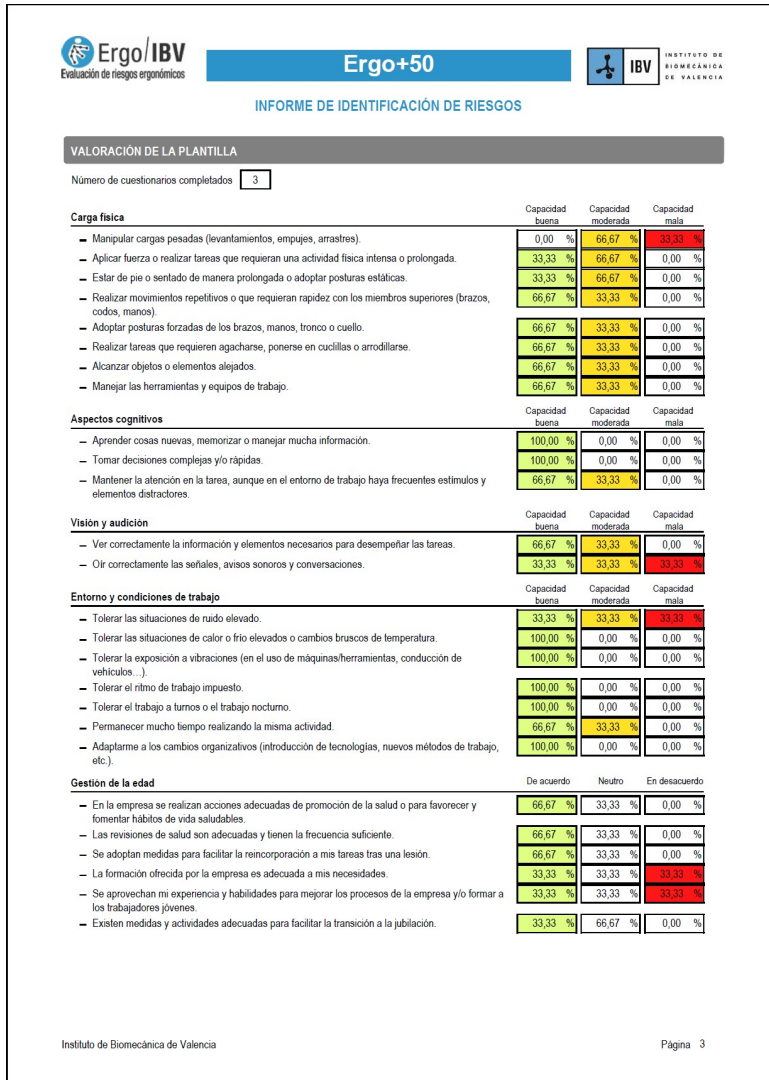 Ergo/IBV
Evaluación de riesgos ergonómicos
Ergo+50
IBV
INSTITUTO DE
BIOMECÁNICA
DE VALENCIA
INFORME DE IDENTIFICACIÓN DE RIESGOS
VALORACIÓN DE LA PLANTILLA
Número de cuestionarios completados 3
Carga física Capacidad buena Capacidad moderada Capacidad mala
– Manipular cargas pesadas (levantamientos, empujes, arrastres). 0,00 % 66,67 % 33,33 %
– Aplicar fuerza o realizar tareas que requieran una actividad física intensa o prolongada. 33,33 % 66,67 % 0,00 %
– Estar de pie o sentado de manera prolongada o adoptar posturas estáticas. 33,33 % 66,67 % 0,00 %
– Realizar movimientos repetitivos o que requieran rapidez con los miembros superiores (brazos, 66,67 % 33,33 % 0,00 %
codos, manos).
– Adoptar posturas forzadas de los brazos, manos, tronco o cuello. 66,67 % 33,33 % 0,00 %
– Realizar tareas que requieren agacharse, ponerse en cuclillas o arrodillarse. 66,67 % 33,33 % 0,00 %
– Alcanzar objetos o elementos alejados. 66,67 % 33,33 % 0,00 %
– Manejar las herramientas y equipos de trabajo. 66,67 % 33,33 % 0,00 %
Aspectos cognitivos Capacidad buena Capacidad moderada Capacidad mala
– Aprender cosas nuevas, memorizar o manejar mucha información. 100,00 % 0,00 % 0,00 %
– Tomar decisiones complejas y/o rápidas. 100,00 % 0,00 % 0,00 %
– Mantener la atención en la tarea, aunque en el entorno de trabajo haya frecuentes estímulos y 66,67 % 33,33 % 0,00 %
elementos distractores.
Visión y audición Capacidad buena Capacidad moderada Capacidad mala
– Ver correctamente la información y elementos necesarios para desempeñar las tareas. 66,67 % 33,33 % 0,00 %
– Oír correctamente las señales, avisos sonoros y conversaciones. 33,33 % 33,33 % 33,33 %
Entorno y condiciones de trabajo Capacidad buena Capacidad moderada Capacidad mala
– Tolerar las situaciones de ruido elevado. 33,33 % 33,33 % 33,33 %
– Tolerar las situaciones de calor o frío elevados o cambios bruscos de temperatura. 100,00 % 0,00 % 0,00 %
– Tolerar la exposición a vibraciones (en el uso de máquinas/herramientas, conducción de 100,00 % 0,00 % 0,00 %
vehículos…).
– Tolerar el ritmo de trabajo impuesto. 100,00 % 0,00 % 0,00 %
– Tolerar el trabajo a turnos o el trabajo nocturno. 100,00 % 0,00 % 0,00 %
– Permanecer mucho tiempo realizando la misma actividad. 66,67 % 33,33 % 0,00 %
– Adaptarme a los cambios organizativos (introducción de tecnologías, nuevos métodos de trabajo, 100,00 % 0,00 % 0,00 %
etc.).
Gestión de la edad De acuerdo Neutro En desacuerdo
– En la empresa se realizan acciones adecuadas de promoción de la salud o para favorecer y 66,67 % 33,33 % 0,00 %
fomentar hábitos de vida saludables.
– Las revisiones de salud son adecuadas y tienen la frecuencia suficiente. 66,67 % 33,33 % 0,00 %
– Se adoptan medidas para facilitar la reincorporación a mis tareas tras una lesión. 66,67 % 33,33 % 0,00 %
– La formación ofrecida por la empresa es adecuada a mis necesidades. 33,33 % 33,33 % 33,33 %
– Se aprovechan mi experiencia y habilidades para mejorar los procesos de la empresa y/o formar a 33,33 % 33,33 % 33,33 %
los trabajadores jóvenes.
– Existen medidas y actividades adecuadas para facilitar la transición a la jubilación. 33,33 % 66,67 % 0,00 %
Instituto de Biomecánica de Valencia Página 3